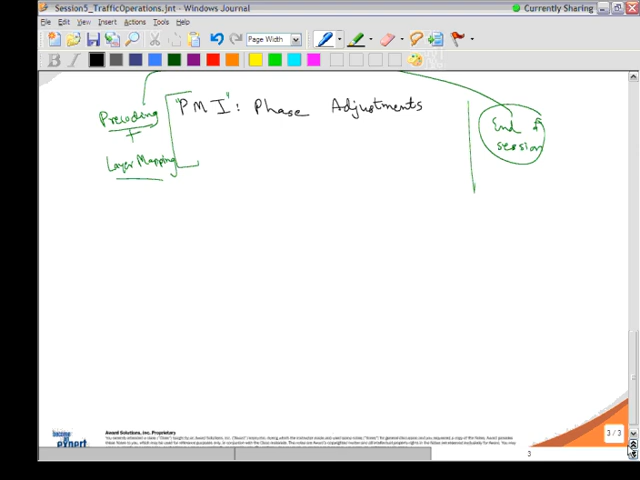 Session5_TrafficOperations.jnt - Windows Journal
Currently Sharing
File Edit View Insert Actions Tools Help
Page Width
B I
"PMI": Phase Adjustments
Precoding
+
Layer Mapping
End of
session
3 / 3
expert
Award Solutions, Inc. Proprietary
3